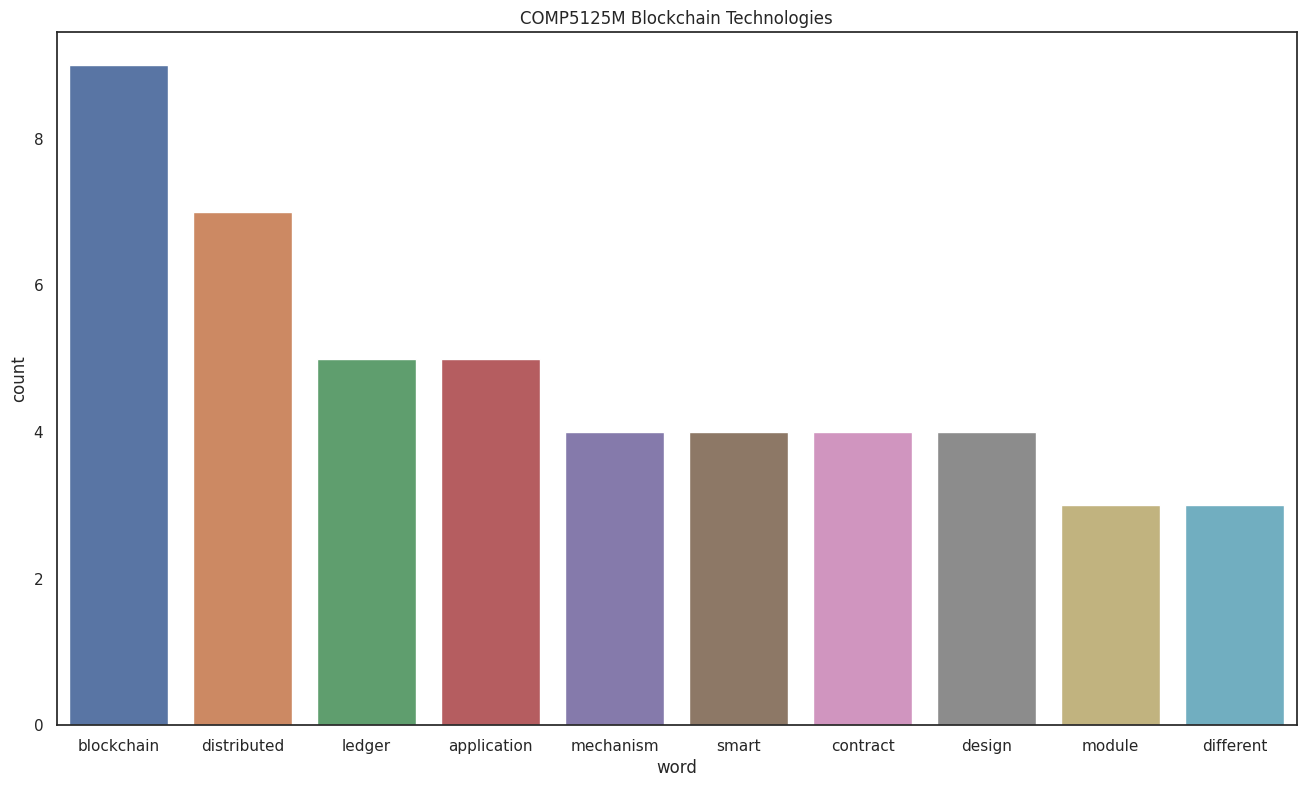 COMP5125M Blockchain Technologies
8
6
4
2
0
count
blockchain distributed ledger application mechanism smart contract design module different
word